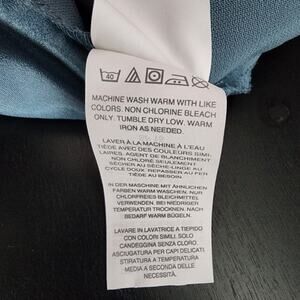 40
MACHINE WASH WARM WITH LIKE
COLORS. NON CHLORINE BLEACH
ONLY. TUMBLE DRY LOW. WARM
IRON AS NEEDED.
LAVER À LA MACHINE À L'EAU
TIÈDE AVEC DES COULEURS SIMI-
LAIRES. AGENT DE BLANCHIMENT
NON CHLORÉ SEULEMENT.
SÉCHER AU SÈCHE-LINGE AU
CYCLE DOUX. REPASSER AU FER
TIÈDE AU BESOIN
IN DER MASCHINE MIT ÄHNLICHEN
FARBEN WARM WASCHEN. NUR
CHLORFREIES BLEICHMITTEL
VERWENDEN. BEI NIEDRIGER
TEMPERATUR TROCKNEN. NACH
BEDARF WARM BÜGELN.
LAVARE IN LAVATRICE A TIEPIDO
CON COLORI SIMILI. SOLO
CANDEGGINA SENZA CLORO.
ASCIUGATURA PER CAPI DELICATI.
STIRATURA A TEMPERATURA
MEDIA A SECONDA DELLE
NECESSITÀ.